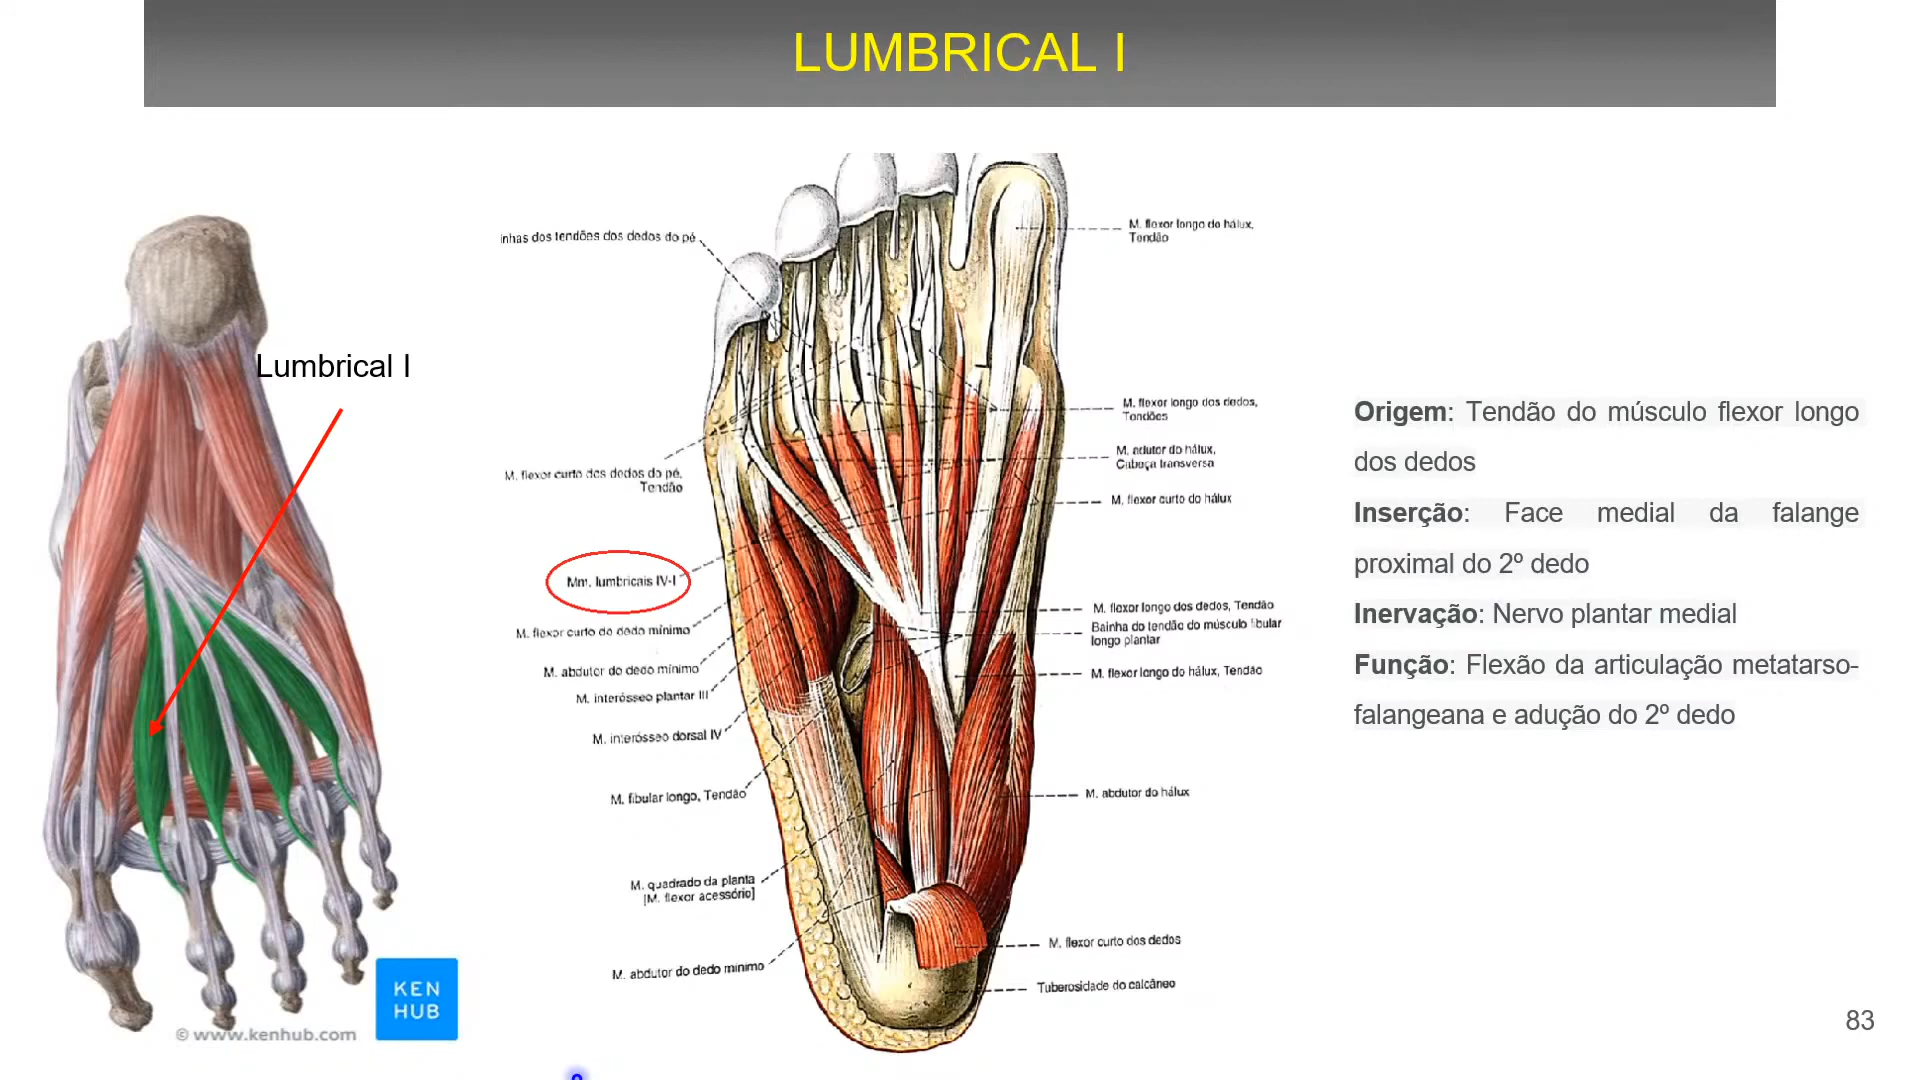 LUMBRICAL I
Lumbrical I
inhas dos tendões dos dedos do pé
M. flexor curto dos dedos do pé,
Tendão
Mm. lumbricais IV-I
M. flexor curto do dedo mínimo
M. abdutor do dedo mínimo
M. interósseo plantar III
M. interósseo dorsal IV
M. fibular longo, Tendão
M. quadrado da planta
[M. flexor acessório]
M. abdutor do dedo mínimo
M. flexor longo do hálux,
Tendão
M. flexor longo dos dedos,
Tendões
M. adutor do hálux,
Cabeça transversa
M. flexor curto do hálux
M. flexor longo dos dedos, Tendão
Bainha do tendão do músculo fibular
longo plantar
M. flexor longo do hálux, Tendão
M. abdutor do hálux
M. flexor curto dos dedos
Tuberosidade do calcâneo
KEN
HUB
© www.kenhub.com
Origem: Tendão do músculo flexor longo
dos dedos
Inserção: Face medial da falange
proximal do 2º dedo
Inervação: Nervo plantar medial
Função: Flexão da articulação metatarso-
falangeana e adução do 2º dedo
83